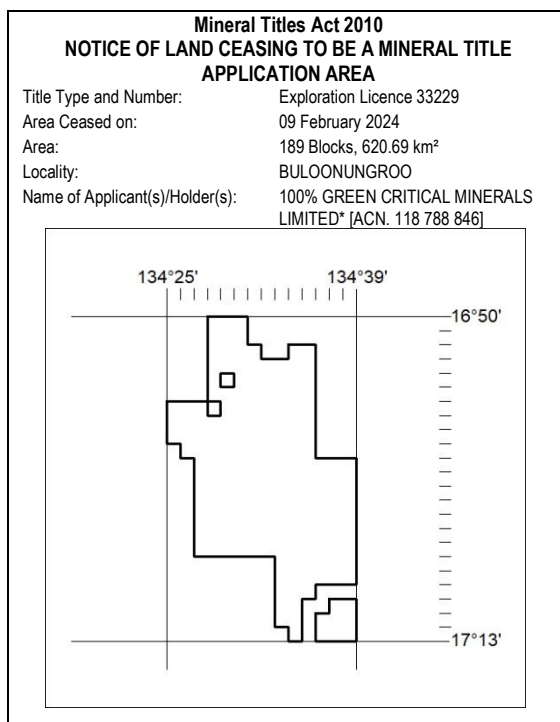 Mineral Titles Act 2010
NOTICE OF LAND CEASING TO BE A MINERAL TITLE
APPLICATION AREA
Title Type and Number: Exploration Licence 33229
Area Ceased on: 09 February 2024
Area: 189 Blocks, 620.69 km²
Locality: BULOONUNGROO
Name of Applicant(s)/Holder(s): 100% GREEN CRITICAL MINERALS
LIMITED* [ACN. 118 788 846]
134°25' 134°39'
16°50'
17°13'